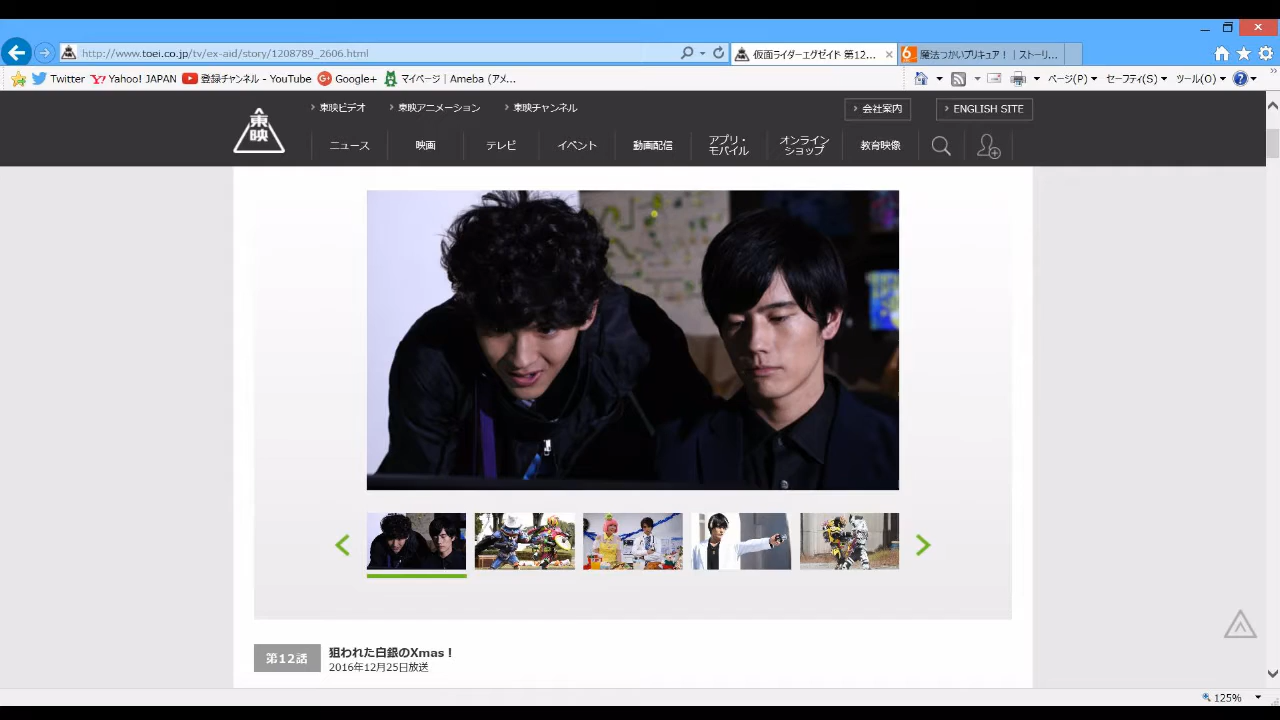 http://www.toei.co.jp/tv/ex-aid/story/1208789_2606.html
仮面ライダーエグゼイド 第12...
魔法つかいプリキュア！｜ストーリ...
Twitter
Yahoo! JAPAN
登録チャンネル - YouTube
Google+
マイページ | Ameba (アメ...
ページ(P)
セーフティ(S)
ツール(O)
東映
東映ビデオ
東映アニメーション
東映チャンネル
会社案内
ENGLISH SITE
ニュース
映画
テレビ
イベント
動画配信
アプリ・
モバイル
オンライン
ショップ
教育映像
第12話
狙われた白銀のXmas！
2016年12月25日放送
125%